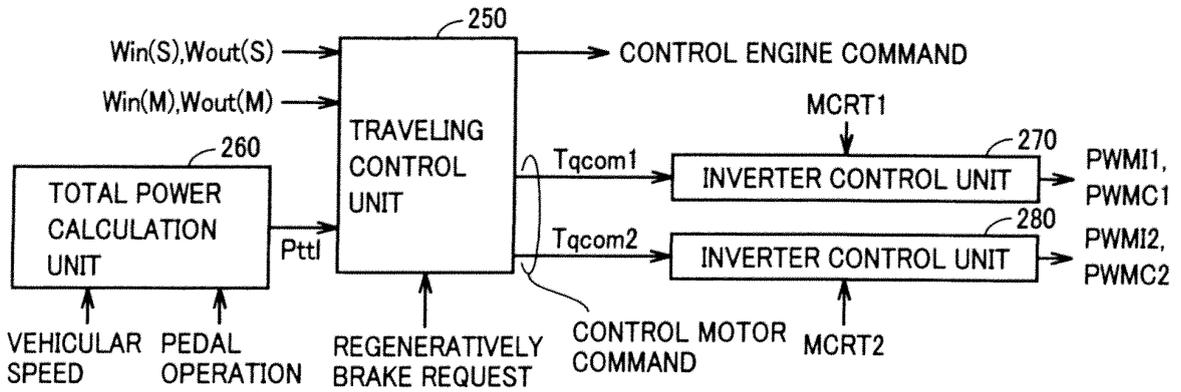 250
Win(S),Wout(S)
CONTROL ENGINE COMMAND
Win(M),Wout(M)
MCRT1
TRAVELING
CONTROL
UNIT
260
270
TOTAL POWER
CALCULATION
UNIT
Tqcom1
INVERTER CONTROL UNIT
PWMI1,
PWMC1
Pttl
Tqcom2
280
INVERTER CONTROL UNIT
PWMI2,
PWMC2
VEHICULAR
SPEED
PEDAL
OPERATION
REGENERATIVELY
BRAKE REQUEST
CONTROL MOTOR
COMMAND
MCRT2